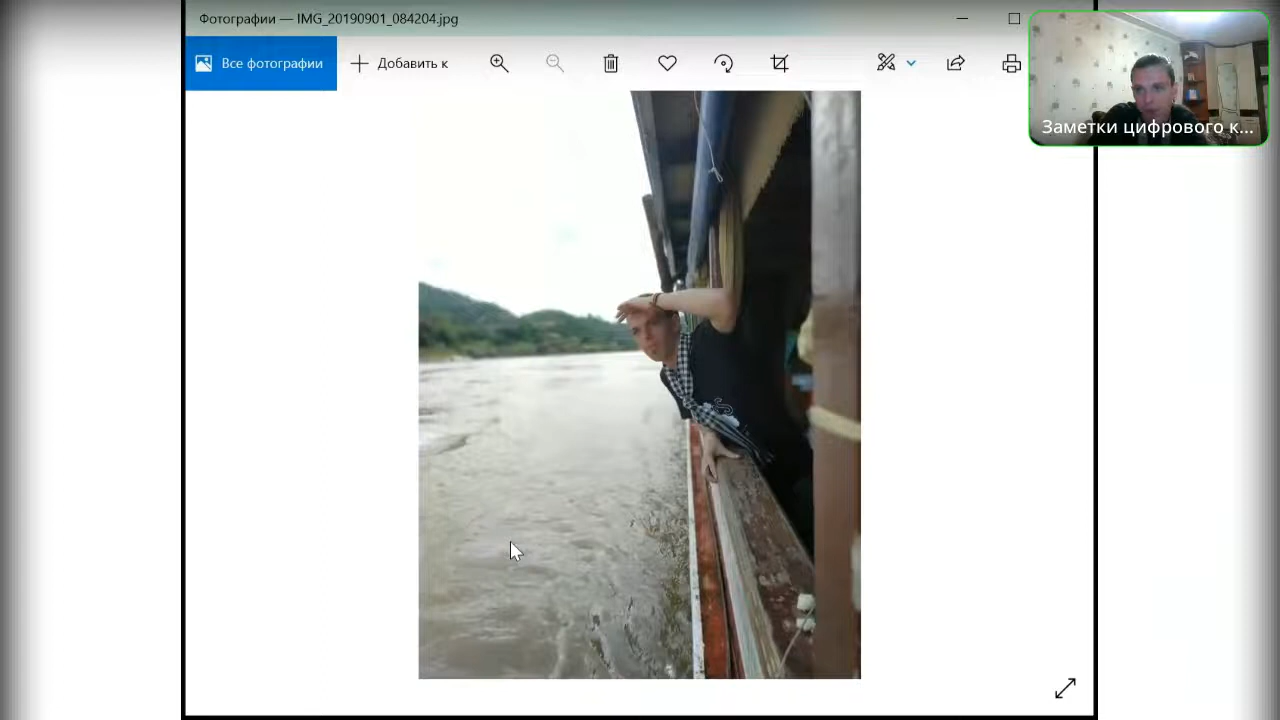 Фотографии — IMG_20190901_084204.jpg
Все фотографии
Добавить к
Заметки цифрового к...